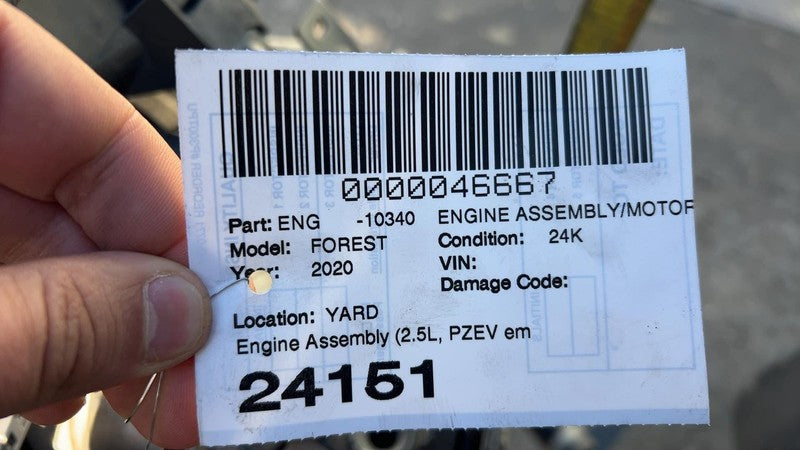 0000046667
Part: ENG -10340 ENGINE ASSEMBLY/MOTOR
Model: FOREST Condition: 24K
Year: 2020 VIN:
Damage Code:
Location: YARD
Engine Assembly (2.5L, PZEV em
24151